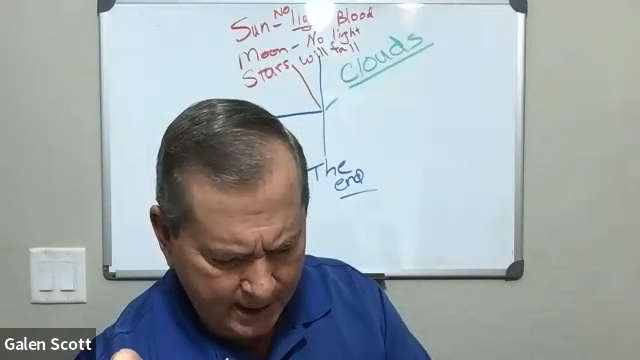 Sun - No light Blood
Moon - No light
Stars will fall
Clouds
The
end
Galen Scott